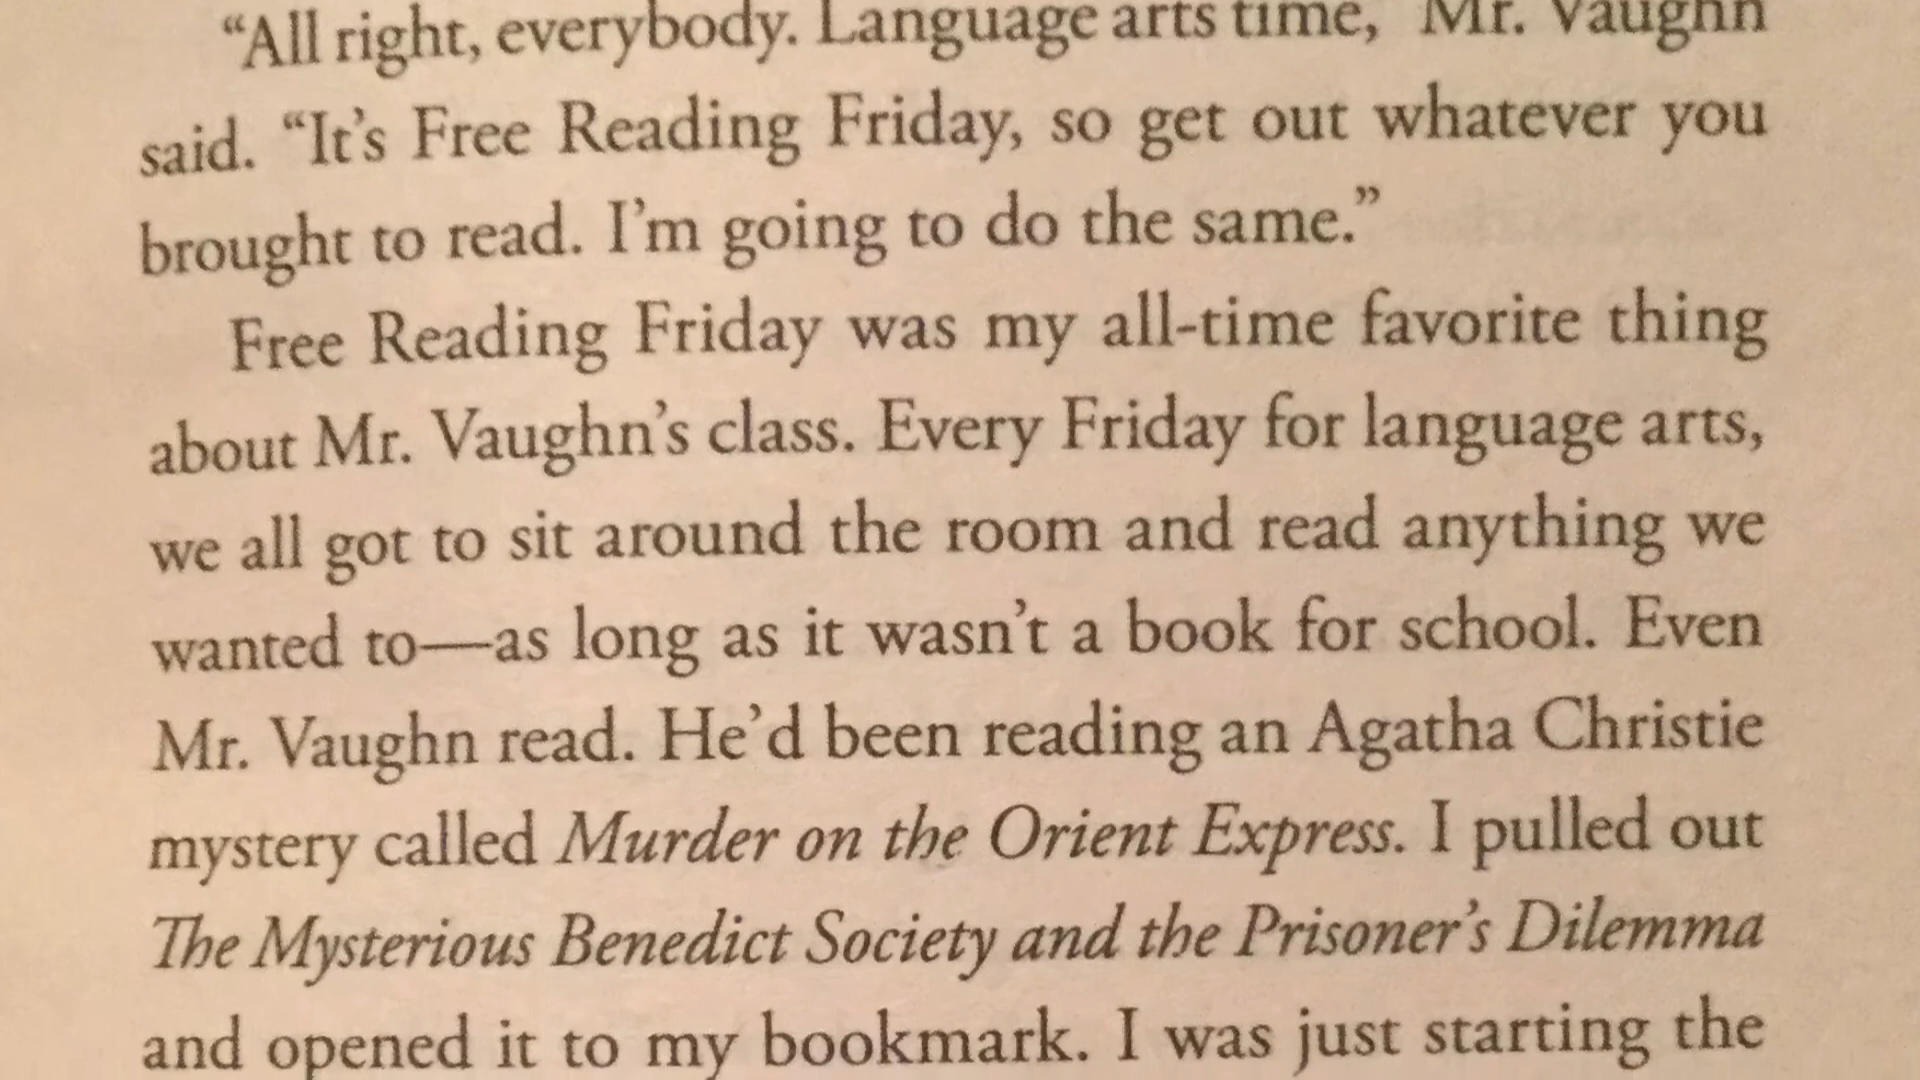 “All right, everybody. Language arts time,” Mr. Vaughn
said. “It’s Free Reading Friday, so get out whatever you
brought to read. I’m going to do the same.”
Free Reading Friday was my all-time favorite thing
about Mr. Vaughn’s class. Every Friday for language arts,
we all got to sit around the room and read anything we
wanted to—as long as it wasn’t a book for school. Even
Mr. Vaughn read. He’d been reading an Agatha Christie
mystery called Murder on the Orient Express. I pulled out
The Mysterious Benedict Society and the Prisoner’s Dilemma
and opened it to my bookmark. I was just starting the